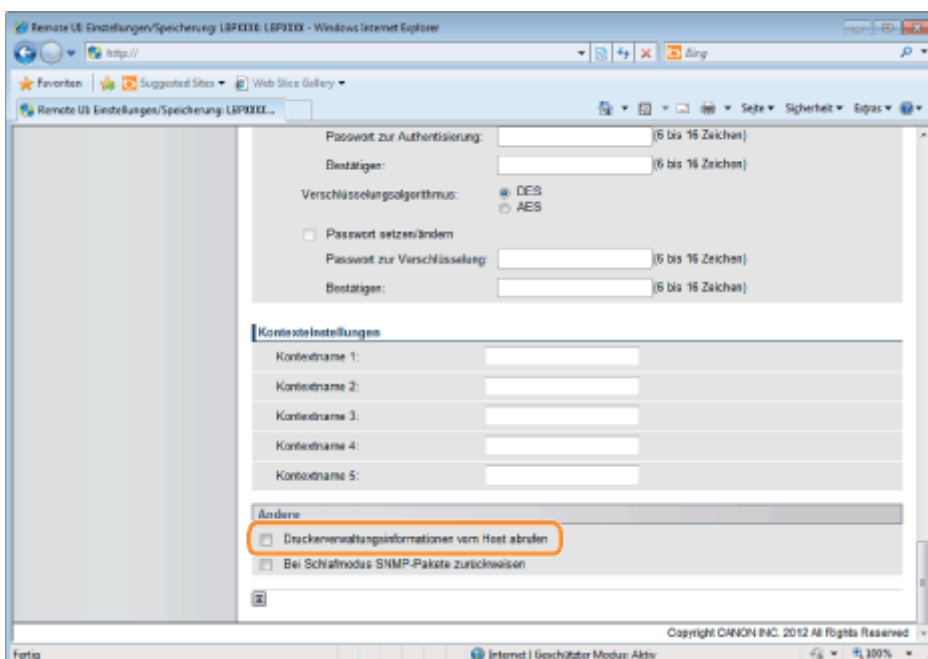 Remote UI: Einstellungen/Speicherung: LBPXXXX: LBPXXXX - Windows Internet Explorer
http://
Bing
Favoriten Suggested Sites Web Slice Gallery
Remote UI: Einstellungen/Speicherung: LBPXXXX... Seite Sicherheit Extras
Passwort zur Authentisierung: (6 bis 16 Zeichen)
Bestätigen: (6 bis 16 Zeichen)
Verschlüsselungsalgorithmus: DES
AES
Passwort setzen/ändern
Passwort zur Verschlüsselung: (6 bis 16 Zeichen)
Bestätigen: (6 bis 16 Zeichen)
Kontexteinstellungen
Kontextname 1:
Kontextname 2:
Kontextname 3:
Kontextname 4:
Kontextname 5:
Andere
Druckerverwaltungsinformationen vom Host abrufen
Bei Schlafmodus SNMP-Pakete zurückweisen
Copyright CANON INC. 2012 All Rights Reserved
Fertig Internet | Geschützter Modus: Aktiv 100%